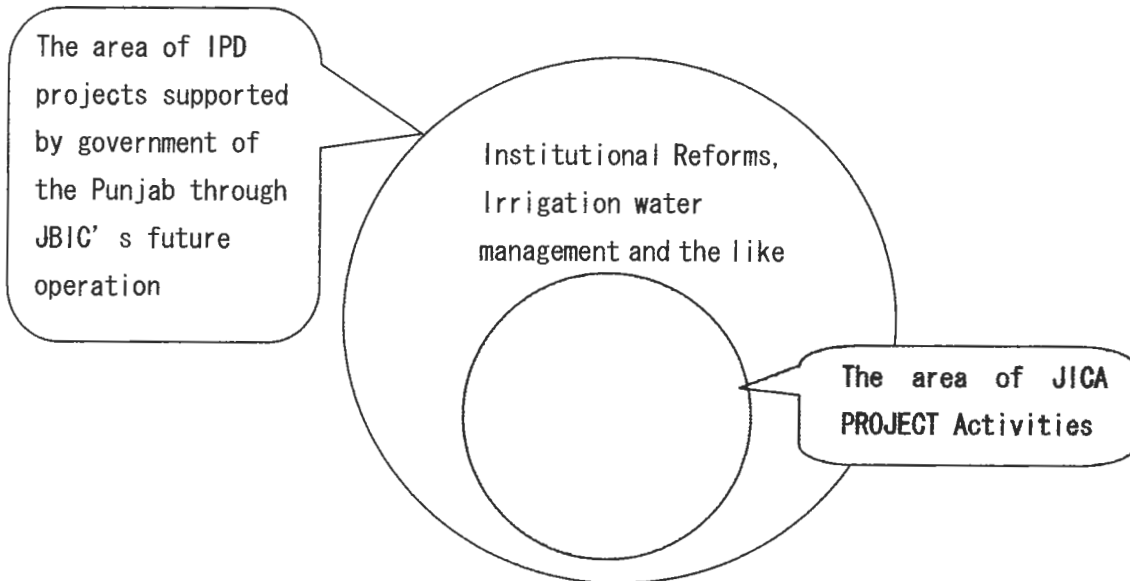 The area of IPD
projects supported
by government of
the Punjab through
JBIC's future
operation
Institutional Reforms,
Irrigation water
management and the like
The area of JICA
PROJECT Activities